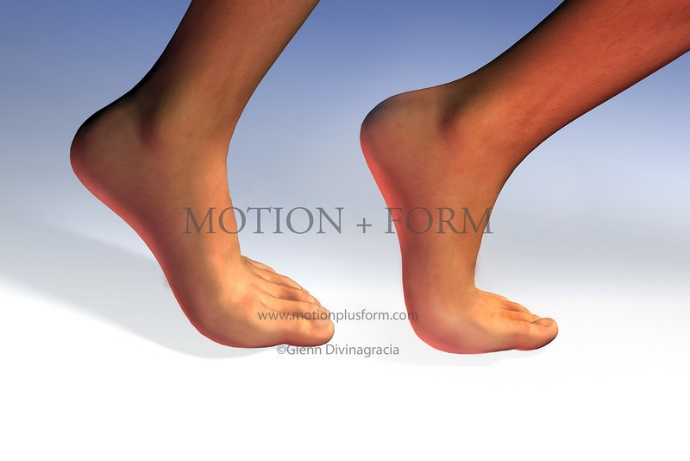 MOTION + FORM
www.motionplusform.com
©Glenn Divinagracia